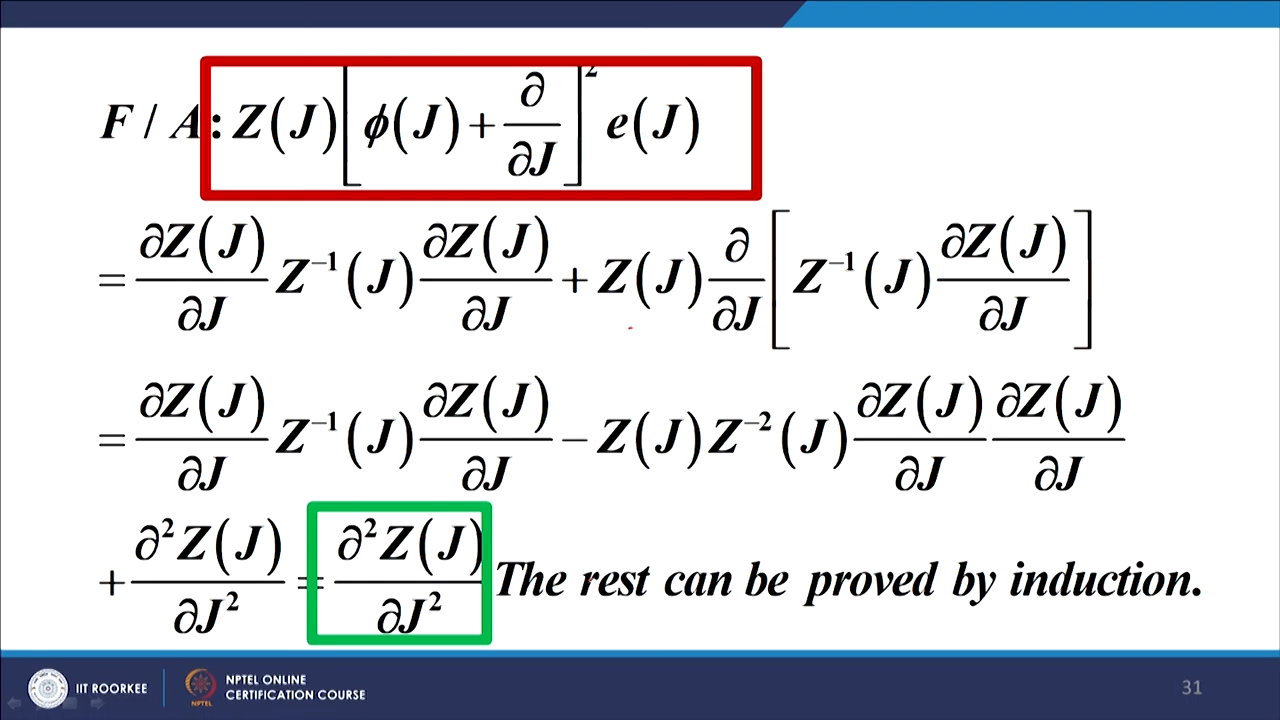 F / A: Z(J)[ϕ(J) + ∂/∂J]² e(J)
= ∂Z(J)/∂J Z⁻¹(J) ∂Z(J)/∂J + Z(J) ∂/∂J [Z⁻¹(J) ∂Z(J)/∂J]
= ∂Z(J)/∂J Z⁻¹(J) ∂Z(J)/∂J − Z(J) Z⁻²(J) ∂Z(J)/∂J ∂Z(J)/∂J
+ ∂²Z(J)/∂J² = ∂²Z(J)/∂J² The rest can be proved by induction.
IIT ROORKEE
NPTEL
NPTEL ONLINE
CERTIFICATION COURSE
31